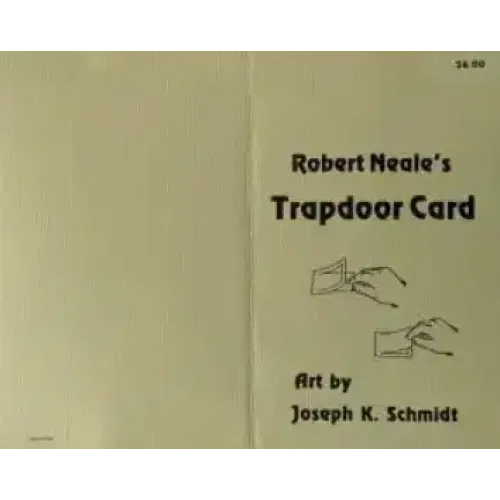 $6.00
Robert Neale's
Trapdoor Card
Art by
Joseph K. Schmidt